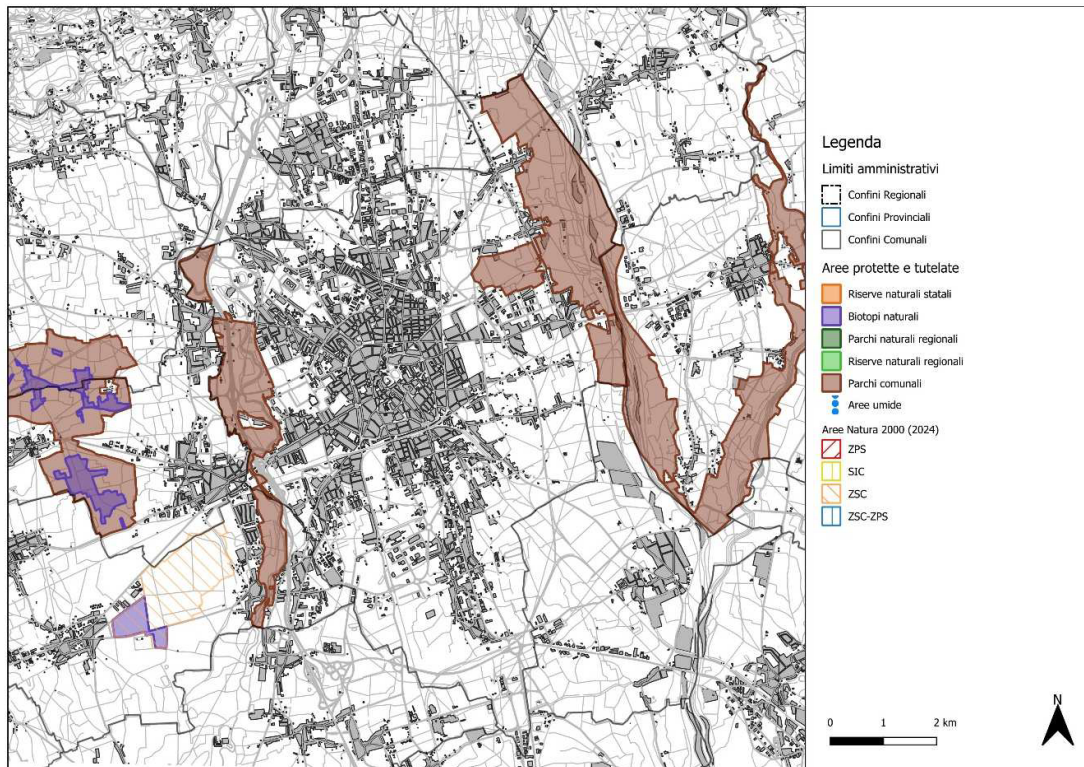 Legenda
Limiti amministrativi
Confini Regionali
Confini Provinciali
Confini Comunali
Aree protette e tutelate
Riserve naturali statali
Biotopi naturali
Parchi naturali regionali
Riserve naturali regionali
Parchi comunali
Aree umide
Aree Natura 2000 (2024)
ZPS
SIC
ZSC
ZSC-ZPS
0 1 2 km
N